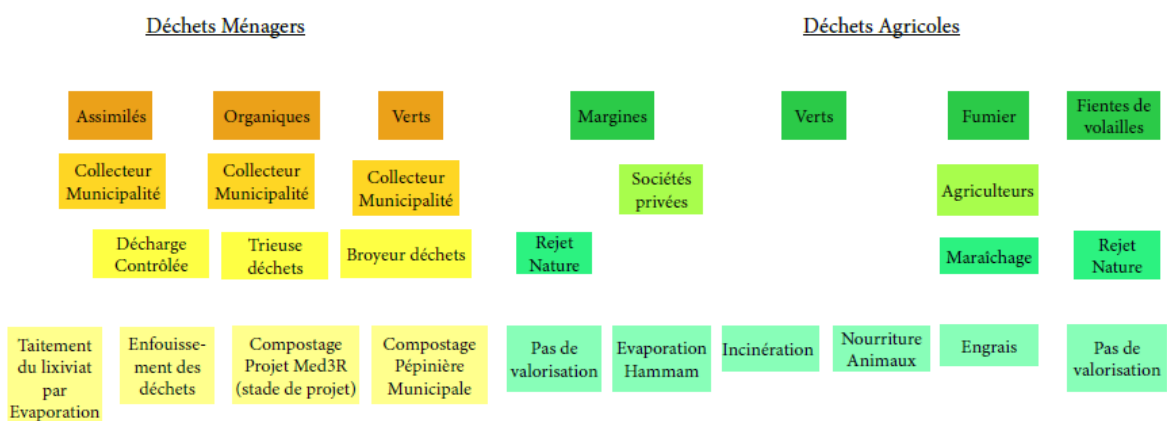 Déchets Ménagers
Déchets Agricoles
Assimilés
Organiques
Verts
Margines
Verts
Fumier
Fientes de
volailles
Collecteur
Municipalité
Collecteur
Municipalité
Collecteur
Municipalité
Sociétés
privées
Agriculteurs
Décharge
Contrôlée
Trieuse
déchets
Broyeur déchets
Rejet
Nature
Maraîchage
Rejet
Nature
Taitement
du lixiviat
par
Evaporation
Enfouisse-
ment des
déchets
Compostage
Projet Med3R
(stade de projet)
Compostage
Pépinière
Municipale
Pas de
valorisation
Evaporation
Hammam
Incinération
Nourriture
Animaux
Engrais
Pas de
valorisation